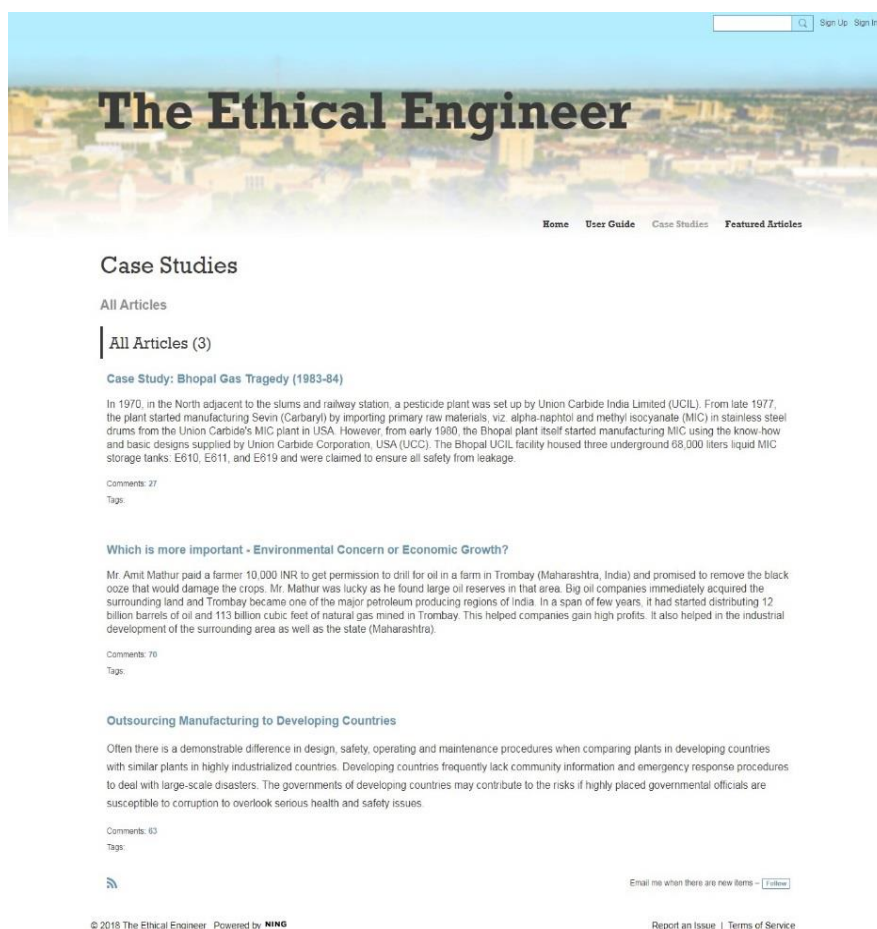 Sign Up Sign In
The Ethical Engineer
Home User Guide Case Studies Featured Articles
Case Studies
All Articles
All Articles (3)
Case Study: Bhopal Gas Tragedy (1983-84)
In 1970, in the North adjacent to the slums and railway station, a pesticide plant was set up by Union Carbide India Limited (UCIL). From late 1977,
the plant started manufacturing Sevin (Carbaryl) by importing primary raw materials, viz. alpha-naphtol and methyl isocyanate (MIC) in stainless steel
drums from the Union Carbide's MIC plant in USA. However, from early 1980, the Bhopal plant itself started manufacturing MIC using the know-how
and basic designs supplied by Union Carbide Corporation, USA (UCC). The Bhopal UCIL facility housed three underground 68,000 liters liquid MIC
storage tanks: E610, E611, and E619 and were claimed to ensure all safety from leakage.
Comments: 27
Tags:
Which is more important - Environmental Concern or Economic Growth?
Mr. Amit Mathur paid a farmer 10,000 INR to get permission to drill for oil in a farm in Trombay (Maharashtra, India) and promised to remove the black
ooze that would damage the crops. Mr. Mathur was lucky as he found large oil reserves in that area. Big oil companies immediately acquired the
surrounding land and Trombay became one of the major petroleum producing regions of India. In a span of few years, it had started distributing 12
billion barrels of oil and 113 billion cubic feet of natural gas mined in Trombay. This helped companies gain high profits. It also helped in the industrial
development of the surrounding area as well as the state (Maharashtra).
Comments: 70
Tags:
Outsourcing Manufacturing to Developing Countries
Often there is a demonstrable difference in design, safety, operating and maintenance procedures when comparing plants in developing countries
with similar plants in highly industrialized countries. Developing countries frequently lack community information and emergency response procedures
to deal with large-scale disasters. The governments of developing countries may contribute to the risks if highly placed governmental officials are
susceptible to corruption to overlook serious health and safety issues.
Comments: 63
Tags:
Email me when there are new items – Follow
© 2018 The Ethical Engineer Powered by NING
Report an Issue | Terms of Service